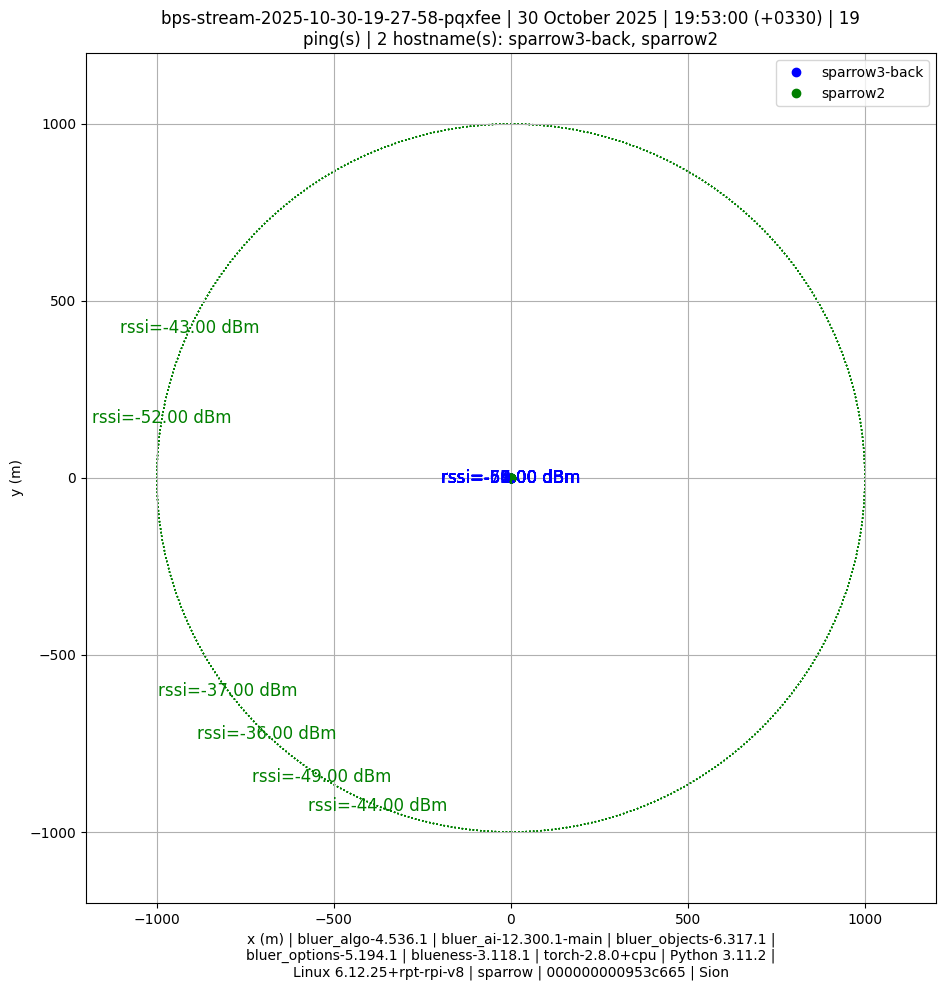 bps-stream-2025-10-30-19-27-58-pqxfee | 30 October 2025 | 19:53:00 (+0330) | 19
ping(s) | 2 hostname(s): sparrow3-back, sparrow2
sparrow3-back
sparrow2
1000
500
rssi=-43.00 dBm
rssi=-52.00 dBm
y (m)
0
.00 dBm
−500
rssi=-37.00 dBm
rssi=-36.00 dBm
rssi=-49.00 dBm
rssi=-44.00 dBm
−1000
−1000
−500
0
500
1000
x (m) | bluer_algo-4.536.1 | bluer_ai-12.300.1-main | bluer_objects-6.317.1 |
bluer_options-5.194.1 | blueness-3.118.1 | torch-2.8.0+cpu | Python 3.11.2 |
Linux 6.12.25+rpt-rpi-v8 | sparrow | 000000000953c665 | Sion